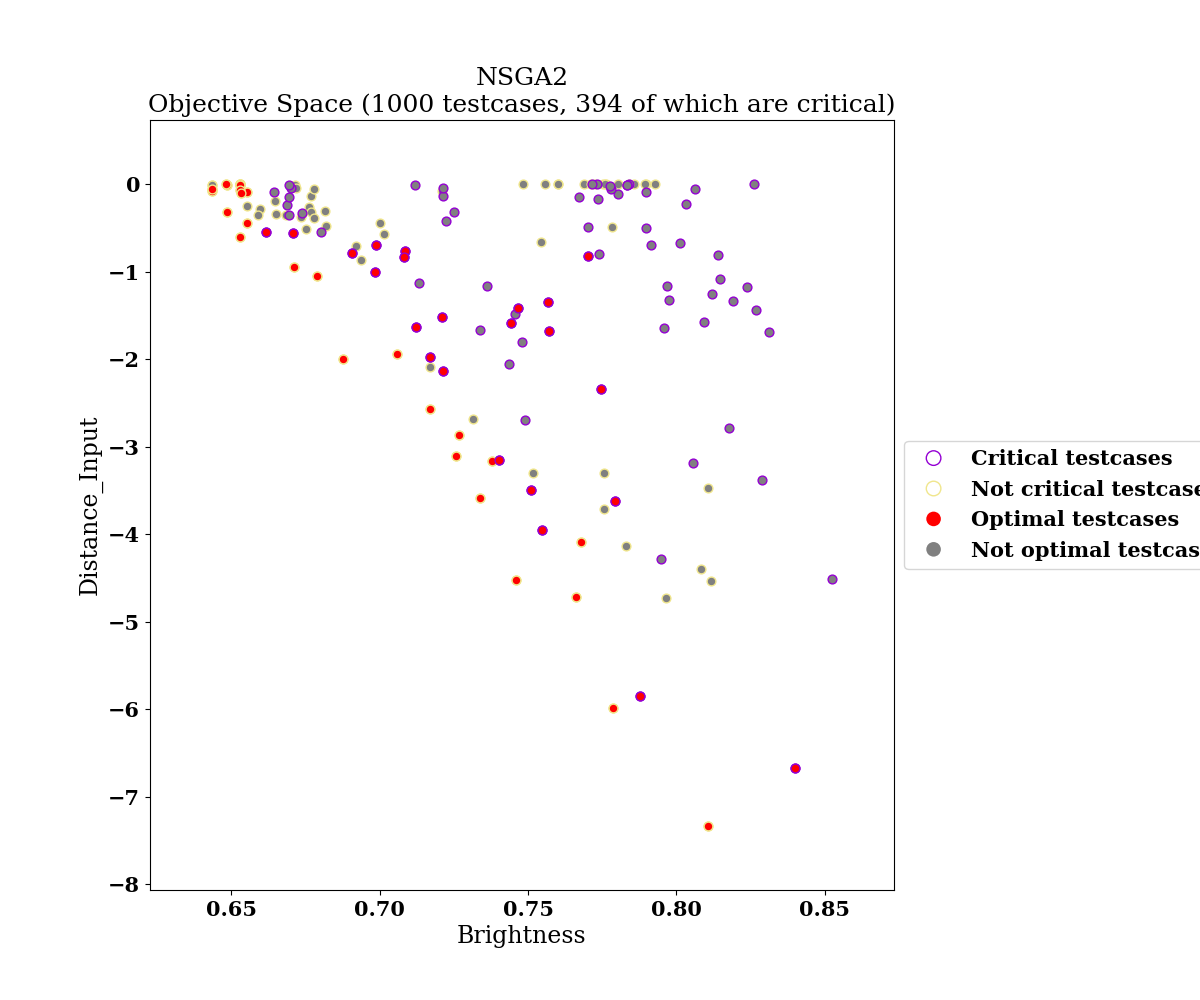 NSGA2
Objective Space (1000 testcases, 394 of which are critical)
0
−1
−2
−3
−4
−5
−6
−7
−8
Distance_Input
0.65 0.70 0.75 0.80 0.85
Brightness
Critical testcases
Not critical testcase
Optimal testcases
Not optimal testcas